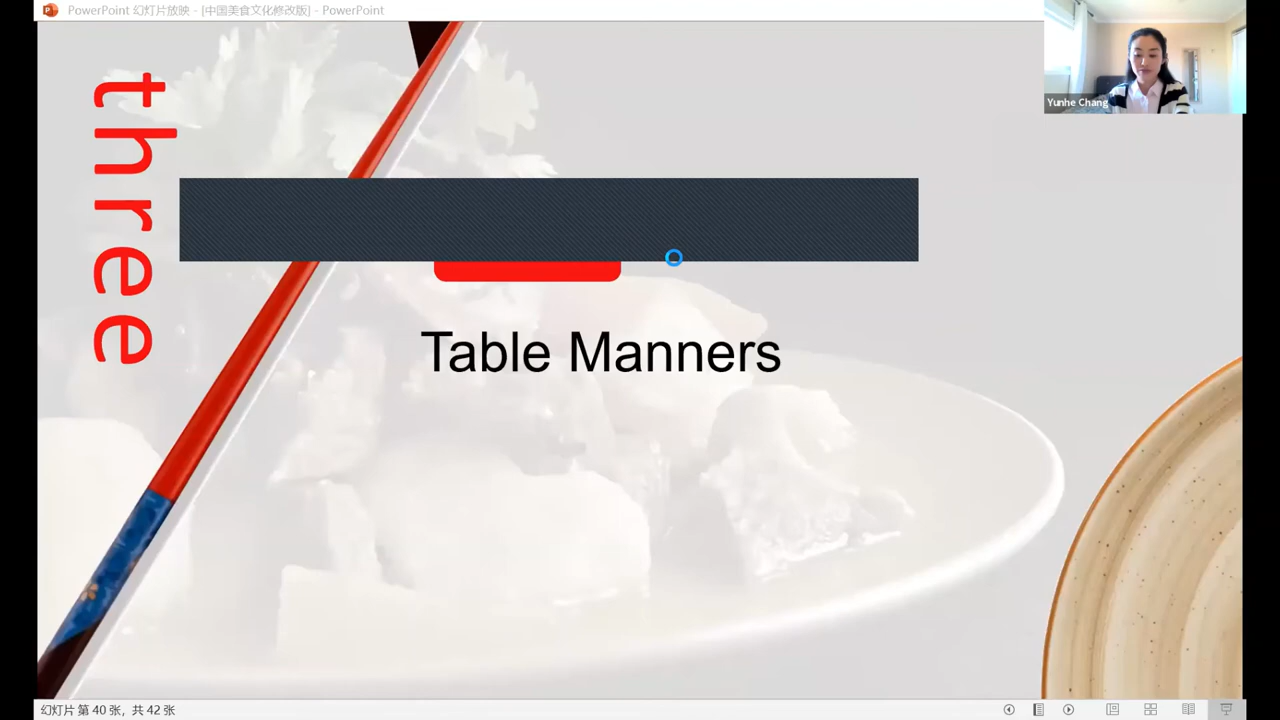 PowerPoint 幻灯片放映 - [中国美食文化修改版] - PowerPoint
Yunhe Chang
three
Table Manners
幻灯片 第 40 张，共 42 张